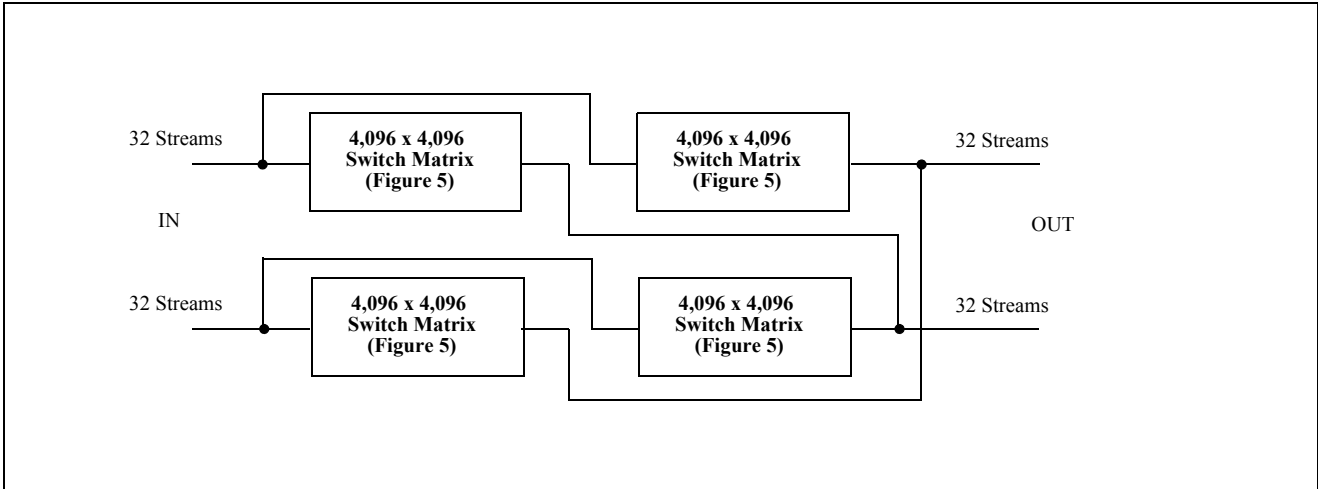 32 Streams
4,096 x 4,096
Switch Matrix
(Figure 5)
4,096 x 4,096
Switch Matrix
(Figure 5)
32 Streams
IN
OUT
32 Streams
4,096 x 4,096
Switch Matrix
(Figure 5)
4,096 x 4,096
Switch Matrix
(Figure 5)
32 Streams